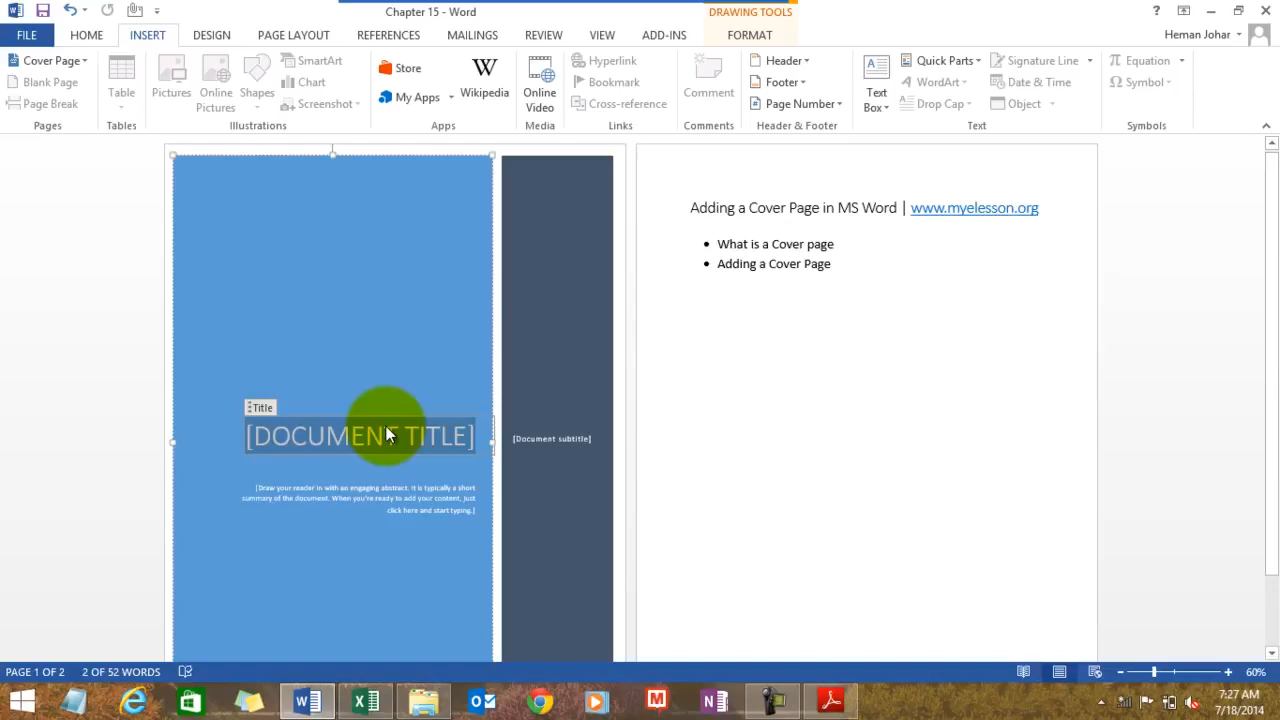 Chapter 15 - Word
DRAWING TOOLS
?
FILE HOME INSERT DESIGN PAGE LAYOUT REFERENCES MAILINGS REVIEW VIEW ADD-INS FORMAT
Heman Johar
Cover Page
Blank Page
Page Break
Pages
Table
Tables
Pictures
Online
Pictures
Shapes
SmartArt
Chart
Screenshot
Illustrations
Store
My Apps
W
Wikipedia
Apps
Online
Video
Media
Hyperlink
Bookmark
Cross-reference
Links
Comment
Comments
Header
Footer
Page Number
Header & Footer
Text
Box
Quick Parts
WordArt
Drop Cap
Signature Line
Date & Time
Object
Text
π Equation
Ω Symbol
Symbols
Title
[DOCUMENT TITLE]
[Draw your reader in with an engaging abstract. It is typically a short
summary of the document. When you're ready to add your content, just
click here and start typing.]
[Document subtitle]
Adding a Cover Page in MS Word | www.myelesson.org
• What is a Cover page
• Adding a Cover Page
PAGE 1 OF 2 2 OF 52 WORDS
60%
7:27 AM
7/18/2014